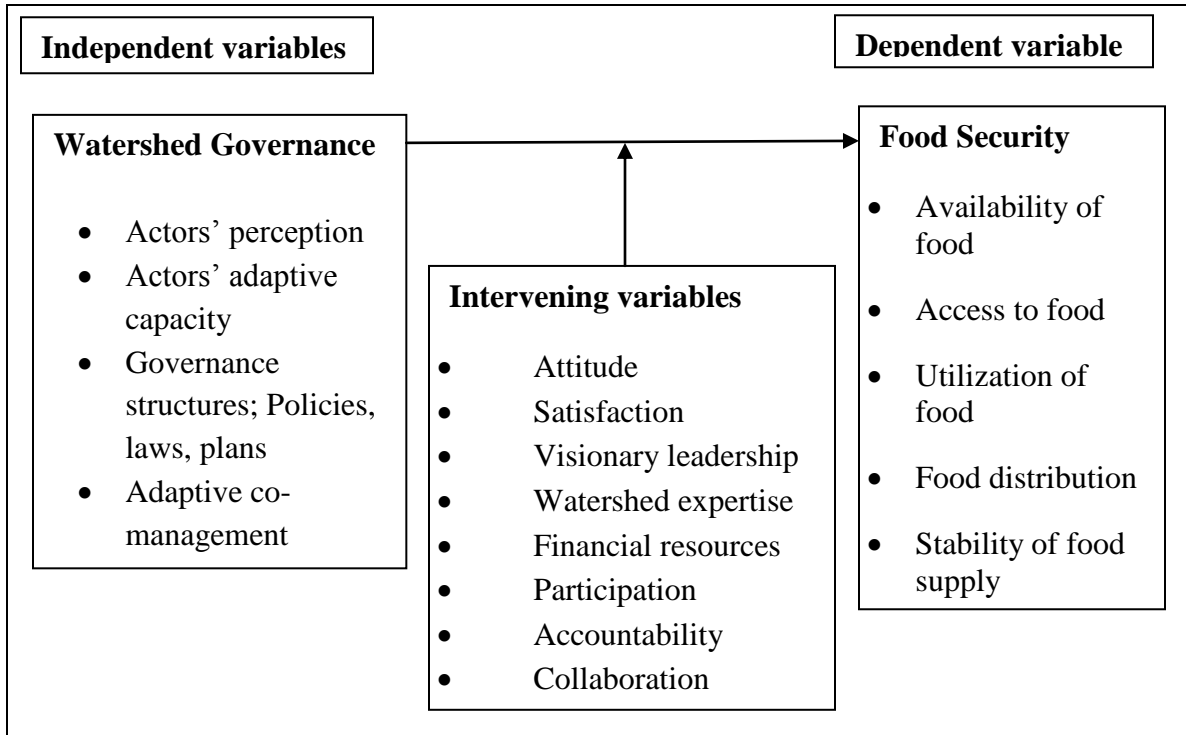 Independent variables
Dependent variable
Watershed Governance
• Actors’ perception
• Actors’ adaptive
capacity
• Governance
structures; Policies,
laws, plans
• Adaptive co-
management
Intervening variables
• Attitude
• Satisfaction
• Visionary leadership
• Watershed expertise
• Financial resources
• Participation
• Accountability
• Collaboration
Food Security
• Availability of
food
• Access to food
• Utilization of
food
• Food distribution
• Stability of food
supply